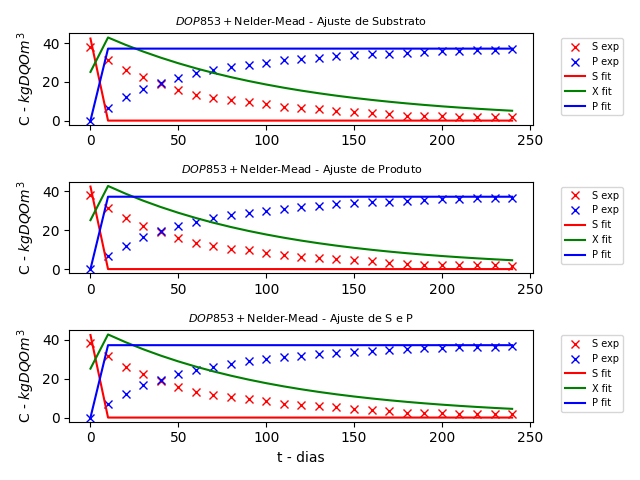 DOP853 + Nelder-Mead - Ajuste de Substrato
C - kgDQOm³
40
20
0
0
50
100
150
200
250
S exp
P exp
S fit
X fit
P fit
DOP853 + Nelder-Mead - Ajuste de Produto
C - kgDQOm³
40
20
0
0
50
100
150
200
250
S exp
P exp
S fit
X fit
P fit
DOP853 + Nelder-Mead - Ajuste de S e P
C - kgDQOm³
40
20
0
0
50
100
150
200
250
S exp
P exp
S fit
X fit
P fit
t - dias